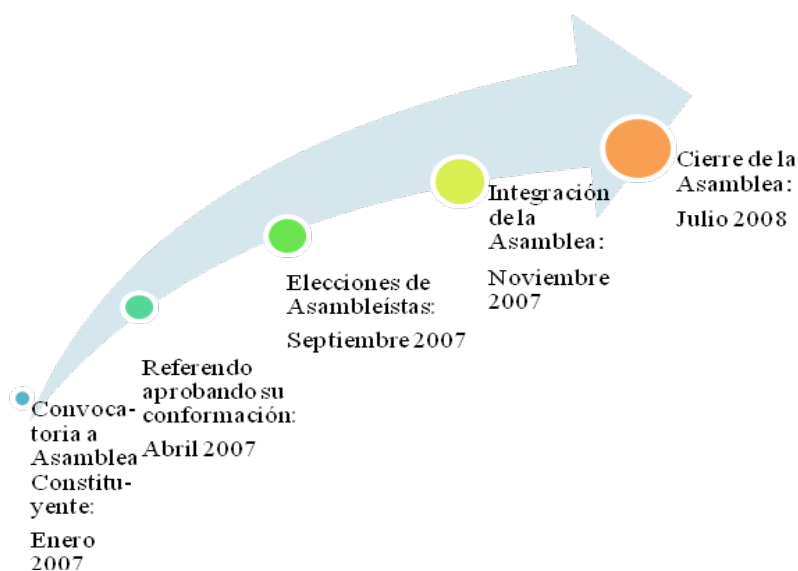 Convoca-
toria a
Asamblea
Constitu-
yente:
Enero
2007
Referendo
aprobando su
conformación:
Abril 2007
Elecciones de
Asambleístas:
Septiembre 2007
Integración
de la
Asamblea:
Noviembre
2007
Cierre de la
Asamblea:
Julio 2008